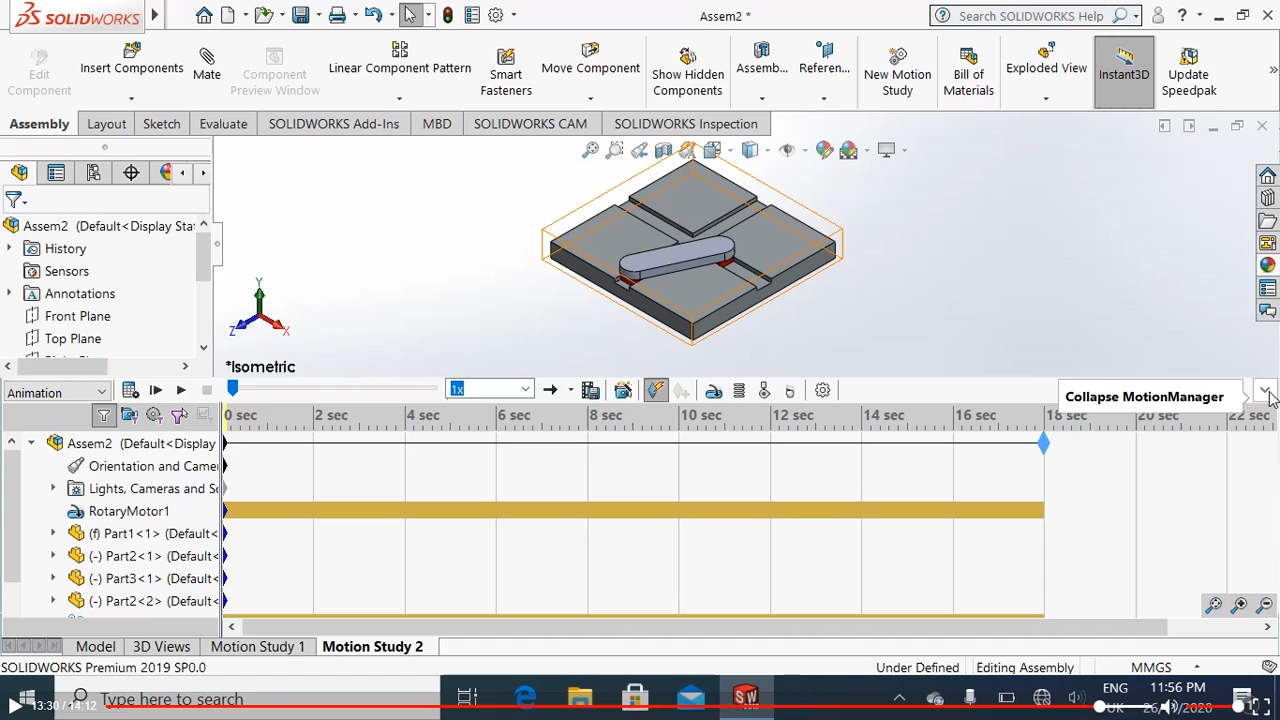 SOLIDWORKS
Assem2 *
Search SOLIDWORKS Help
Edit Component
Insert Components
Mate
Component Preview Window
Linear Component Pattern
Smart Fasteners
Move Component
Show Hidden Components
Assemb...
Referen...
New Motion Study
Bill of Materials
Exploded View
Instant3D
Update Speedpak
Assembly Layout Sketch Evaluate SOLIDWORKS Add-Ins MBD SOLIDWORKS CAM SOLIDWORKS Inspection
Assem2 (Default<Display Sta
History
Sensors
Annotations
Front Plane
Top Plane
Y
Z
X
*Isometric
Animation
1x
Collapse MotionManager
0 sec 2 sec 4 sec 6 sec 8 sec 10 sec 12 sec 14 sec 16 sec 18 sec 20 sec 22 sec
Assem2 (Default<Display
Orientation and Came
Lights, Cameras and Sc
RotaryMotor1
(f) Part1<1> (Default<
(-) Part2<1> (Default<
(-) Part3<1> (Default<
(-) Part2<2> (Default<
Model 3D Views Motion Study 1 Motion Study 2
SOLIDWORKS Premium 2019 SP0.0
Under Defined Editing Assembly MMGS
13:30 / 14:12
Type here to search
ENG
UK
11:56 PM